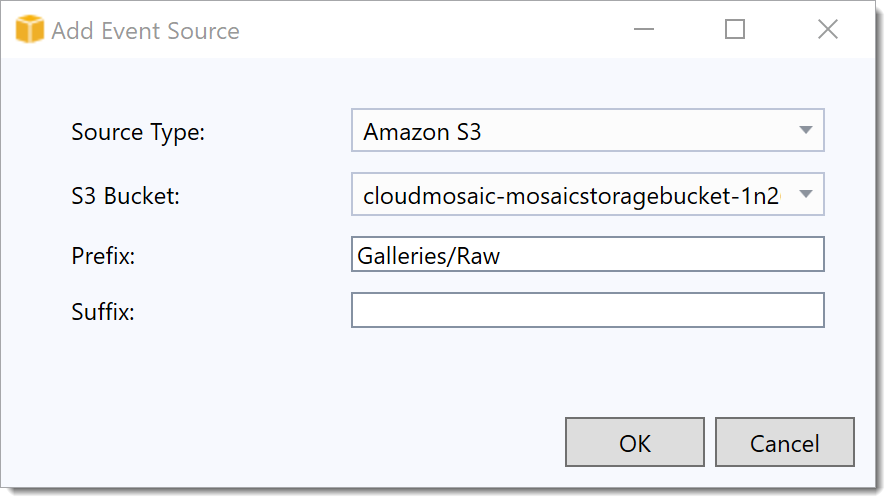 Add Event Source
Source Type: Amazon S3
S3 Bucket: cloudmosaic-mosaicstoragebucket-1n2
Prefix: Galleries/Raw
Suffix:
OK Cancel